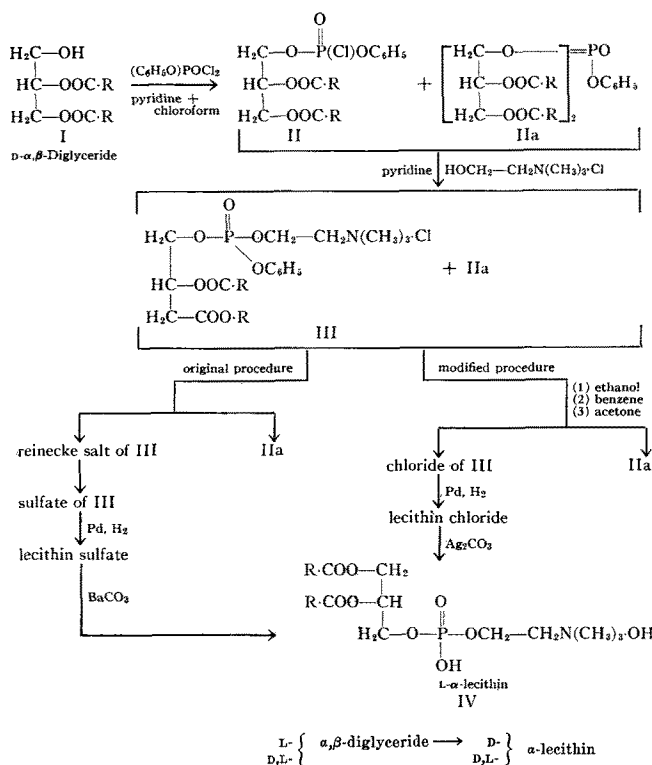 O
H₂C—OH
H₂C—O—P(Cl)OC₆H₅
H₂C—O
=PO
(C₆H₅O)POCl₂
HC—OOC·R
HC—OOC·R
+
HC—OOC·R
OC₆H₅
pyridine +
chloroform
H₂C—OOC·R
H₂C—OOC·R
H₂C—OOC·R
2
I
II
IIa
D-α,β-Diglyceride
pyridine HOCH₂—CH₂N(CH₃)₃·Cl
O
H₂C—O—P—OCH₂—CH₂N(CH₃)₃·Cl
OC₆H₅
+ IIa
HC—OOC·R
H₂C—COO·R
III
original procedure
modified procedure
(1) ethanol
(2) benzene
(3) acetone
reinecke salt of III
IIa
chloride of III
IIa
Pd, H₂
sulfate of III
lecithin chloride
Pd, H₂
Ag₂CO₃
lecithin sulfate
BaCO₃
R·COO—CH₂
R·COO—CH
O
H₂C—O—P—OCH₂—CH₂N(CH₃)₃·OH
OH
L-α-lecithin
IV
L- { α,β-diglyceride → D- } α-lecithin
D,L- D,L-